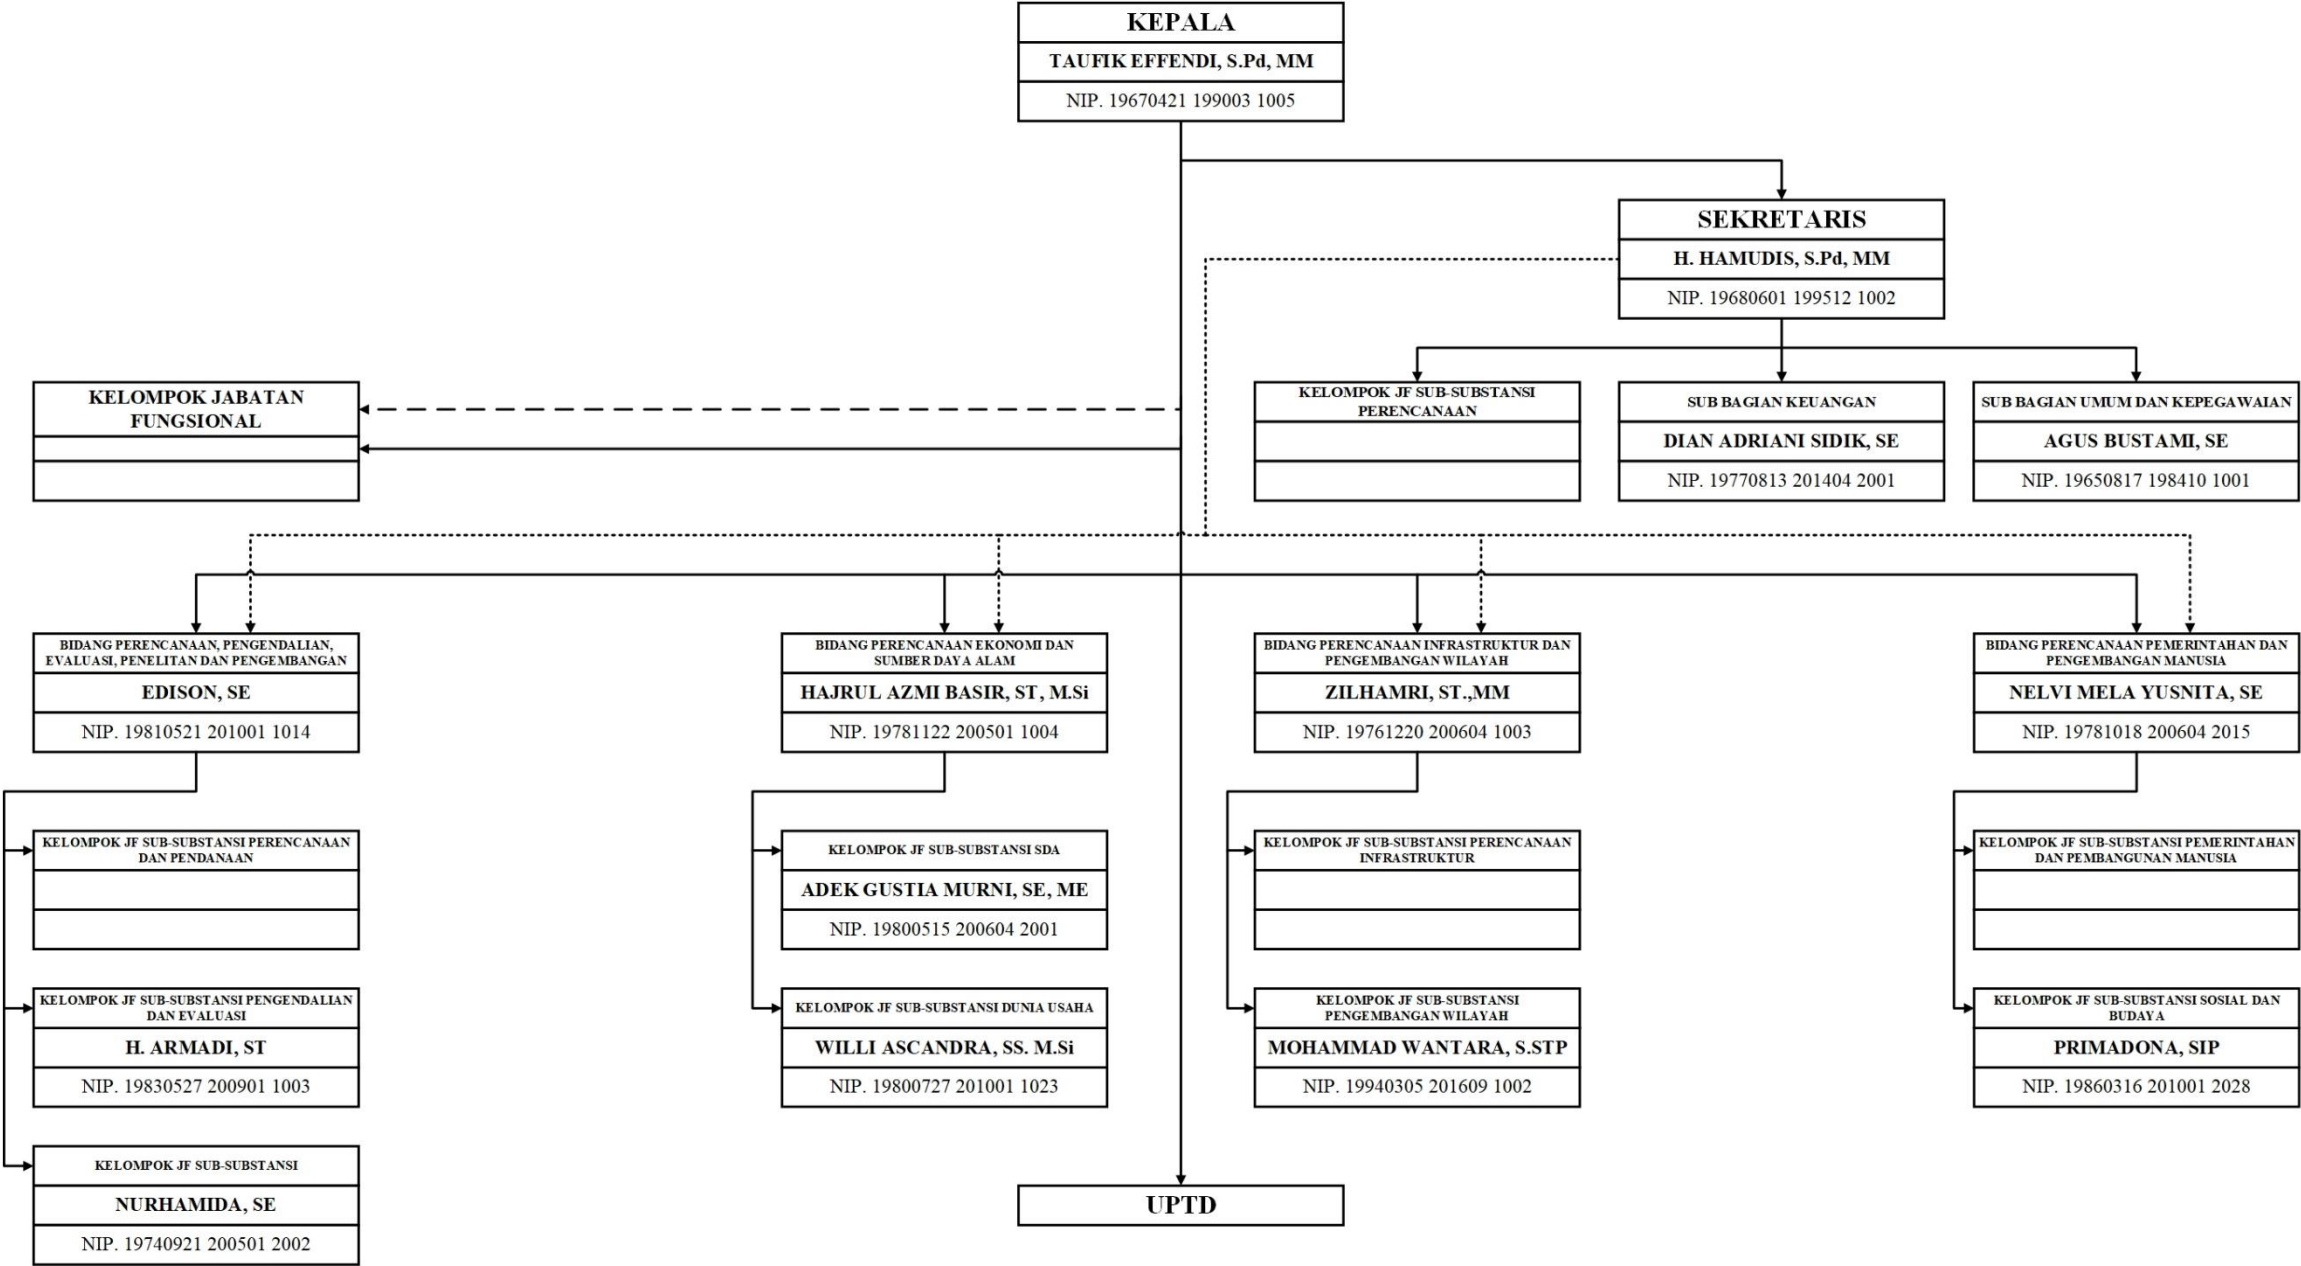 KEPALA
TAUFIK EFFENDI, S.Pd, MM
NIP. 19670421 199003 1005
SEKRETARIS
H. HAMUDIS, S.Pd, MM
NIP. 19680601 199512 1002
KELOMPOK JABATAN
FUNGSIONAL
KELOMPOK JF SUB-SUBSTANSI
PERENCANAAN
SUB BAGIAN KEUANGAN
DIAN ADRIANI SIDIK, SE
NIP. 19770813 201404 2001
SUB BAGIAN UMUM DAN KEPEGAWAIAN
AGUS BUSTAMI, SE
NIP. 19650817 198410 1001
BIDANG PERENCANAAN, PENGENDALIAN,
EVALUASI, PENELITAN DAN PENGEMBANGAN
EDISON, SE
NIP. 19810521 201001 1014
BIDANG PERENCANAAN EKONOMI DAN
SUMBER DAYA ALAM
HAJRUL AZMI BASIR, ST, M.Si
NIP. 19781122 200501 1004
BIDANG PERENCANAAN INFRASTRUKTUR DAN
PENGEMBANGAN WILAYAH
ZILHAMRI, ST.,MM
NIP. 19761220 200604 1003
BIDANG PERENCANAAN PEMERINTAHAN DAN
PENGEMBANGAN MANUSIA
NELVI MELA YUSNITA, SE
NIP. 19781018 200604 2015
KELOMPOK JF SUB-SUBSTANSI PERENCANAAN
DAN PENDANAAN
KELOMPOK JF SUB-SUBSTANSI SDA
ADEK GUSTIA MURNI, SE, ME
NIP. 19800515 200604 2001
KELOMPOK JF SUB-SUBSTANSI PERENCANAAN
INFRASTRUKTUR
KELOMPOK JF SUB-SUBSTANSI PEMERINTAHAN
DAN PEMBANGUNAN MANUSIA
KELOMPOK JF SUB-SUBSTANSI PENGENDALIAN
DAN EVALUASI
H. ARMADI, ST
NIP. 19830527 200901 1003
KELOMPOK JF SUB-SUBSTANSI DUNIA USAHA
WILLI ASCANDRA, SS. M.Si
NIP. 19800727 201001 1023
KELOMPOK JF SUB-SUBSTANSI
PENGEMBANGAN WILAYAH
MOHAMMAD WANTARA, S.STP
NIP. 19940305 201609 1002
KELOMPOK JF SUB-SUBSTANSI SOSIAL DAN
BUDAYA
PRIMADONA, SIP
NIP. 19860316 201001 2028
KELOMPOK JF SUB-SUBSTANSI
NURHAMIDA, SE
NIP. 19740921 200501 2002
UPTD